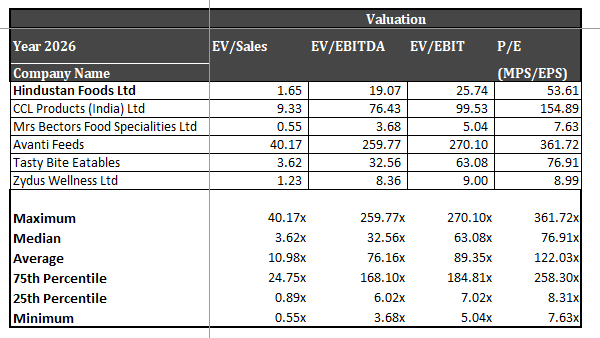 Valuation
Year 2026 EV/Sales EV/EBITDA EV/EBIT P/E
Company Name (MPS/EPS)
Hindustan Foods Ltd 1.65 19.07 25.74 53.61
CCL Products (India) Ltd 9.33 76.43 99.53 154.89
Mrs Bectors Food Specialities Ltd 0.55 3.68 5.04 7.63
Avanti Feeds 40.17 259.77 270.10 361.72
Tasty Bite Eatables 3.62 32.56 63.08 76.91
Zydus Wellness Ltd 1.23 8.36 9.00 8.99
Maximum 40.17x 259.77x 270.10x 361.72x
Median 3.62x 32.56x 63.08x 76.91x
Average 10.98x 76.16x 89.35x 122.03x
75th Percentile 24.75x 168.10x 184.81x 258.30x
25th Percentile 0.89x 6.02x 7.02x 8.31x
Minimum 0.55x 3.68x 5.04x 7.63x